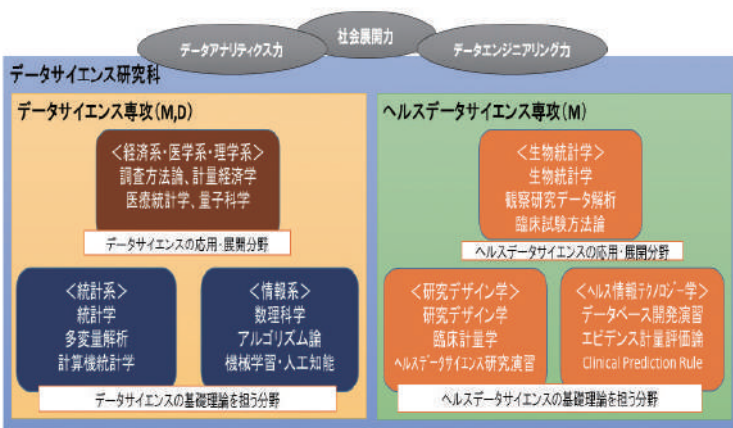 データアナリティクス力
社会展開力
データエンジニアリング力
データサイエンス研究科
データサイエンス専攻(M,D)
<経済系・医学系・理学系>
調査方法論、計量経済学
医療統計学、量子科学
データサイエンスの応用・展開分野
<統計系>
統計学
多変量解析
計算機統計学
<情報系>
数理科学
アルゴリズム論
機械学習・人工知能
データサイエンスの基礎理論を担う分野
ヘルスデータサイエンス専攻(M)
<生物統計学>
生物統計学
観察研究データ解析
臨床試験方法論
ヘルスデータサイエンスの応用・展開分野
<研究デザイン学>
研究デザイン学
臨床計量学
ヘルスデータサイエンス研究演習
<ヘルス情報テクノロジー学>
データベース開発演習
エビデンス計量評価論
Clinical Prediction Rule
ヘルスデータサイエンスの基礎理論を担う分野